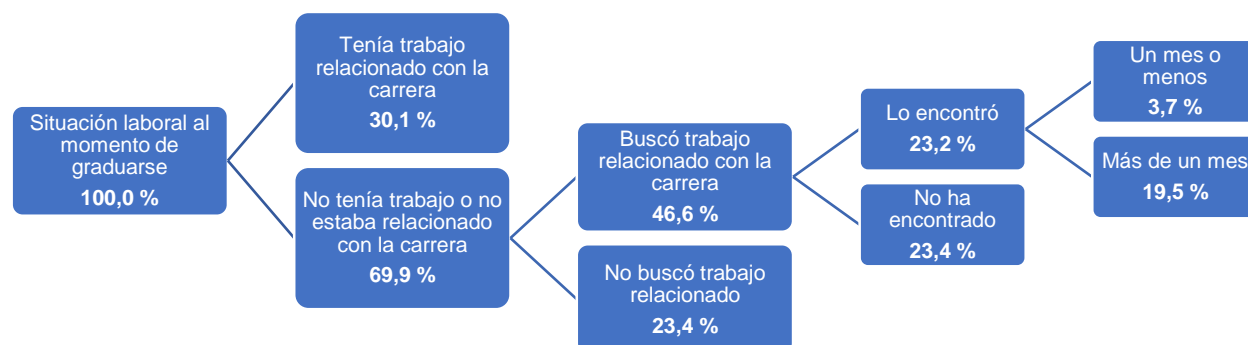 Situación laboral al
momento de
graduarse
100,0 %
Tenía trabajo
relacionado con la
carrera
30,1 %
No tenía trabajo o no
estaba relacionado
con la carrera
69,9 %
Buscó trabajo
relacionado con la
carrera
46,6 %
No buscó trabajo
relacionado
23,4 %
Lo encontró
23,2 %
No ha
encontrado
23,4 %
Un mes o
menos
3,7 %
Más de un mes
19,5 %